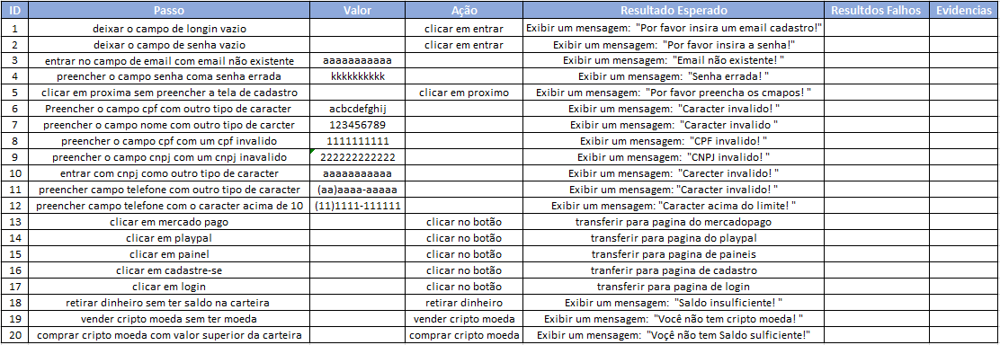 ID Passo Valor Ação Resultado Esperado Resultdos Falhos Evidencias
1 deixar o campo de longin vazio clicar em entrar Exibir um mensagem: "Por favor insira um email cadastro!"
2 deixar o campo de senha vazio clicar em entrar Exibir um mensagem: "Por favor insira a senha!"
3 entrar no campo de email com email não existente aaaaaaaaaaa Exibir um mensagem: "Email não existente! "
4 preencher o campo senha coma senha errada kkkkkkkkkk Exibir um mensagem: "Senha errada! "
5 clicar em proxima sem preencher a tela de cadastro clicar em proximo Exibir um mensagem: "Por favor preencha os cmapos! "
6 Preencher o campo cpf com outro tipo de caracter acbcdefghij Exibir um mensagem: "Caracter invalido! "
7 preencher o campo nome com outro tipo de carcter 123456789 Exibir um mensagem: "Caracter invalido "
8 preencher o campo cpf com um cpf invalido 1111111111 Exibir um mensagem: "CPF invalido! "
9 preencher o campo cnpj com um cnpj inavalido 222222222222 Exibir um mensagem: "CNPJ invalido! "
10 entrar com cnpj como outro tipo de caracter aaaaaaaaaaa Exibir um mensagem: "Carecter invalido! "
11 preencher campo telefone com outro tipo de caracter (aa)aaaa-aaaaa Exibir um mensagem: "Caracter invalido! "
12 preencher campo telefone com o caracter acima de 10 (11)1111-111111 Exibir um mensagem: "Caracter acima do limite! "
13 clicar em mercado pago clicar no botão transferir para pagina do mercadopago
14 clicar em playpal clicar no botão transferir para pagina do playpal
15 clicar em painel clicar no botão transferir para pagina de paineis
16 clicar em cadastre-se clicar no botão tranferir para pagina de cadastro
17 clicar em login clicar no botão transferir para pagina de login
18 retirar dinheiro sem ter saldo na carteira retirar dinheiro Exibir um mensagem: "Saldo insulficiente! "
19 vender cripto moeda sem ter moeda vender cripto moeda Exibir um mensagem: "Você não tem cripto moeda! "
20 comprar cripto moeda com valor superior da carteira comprar cripto moeda Exibir um mensagem: "Voçê não tem Saldo sulficiente!"